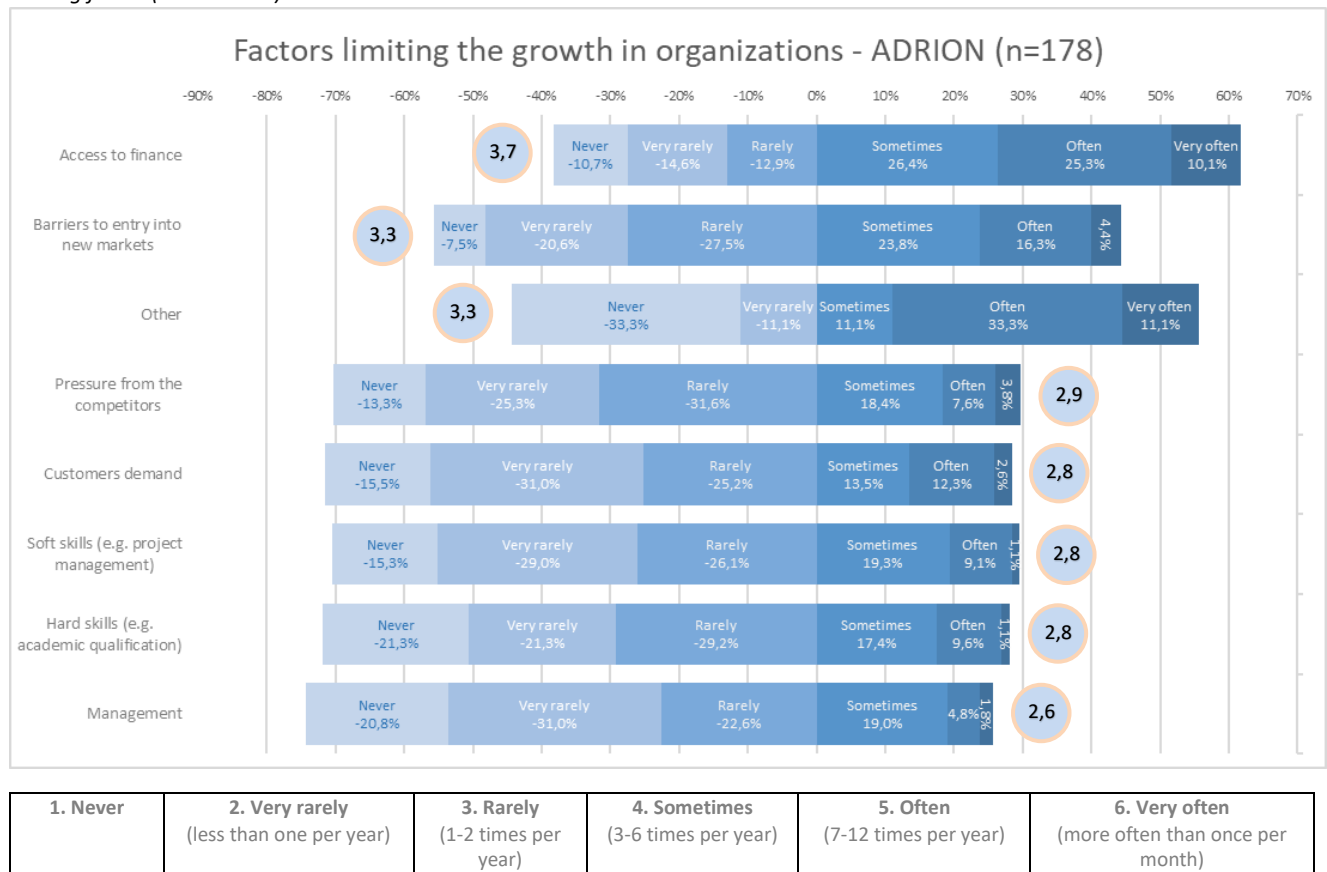 Factors limiting the growth in organizations - ADRION (n=178)
-90% -80% -70% -60% -50% -40% -30% -20% -10% 0% 10% 20% 30% 40% 50% 60% 70%
Access to finance
3,7
Never Very rarely Rarely Sometimes Often Very often
-10,7% -14,6% -12,9% 26,4% 25,3% 10,1%
Barriers to entry into
new markets
3,3
Never Very rarely Rarely Sometimes Often
-7,5% -20,6% -27,5% 23,8% 16,3% 4,4%
Other
3,3
Never Very rarely Sometimes Often Very often
-33,3% -11,1% 11,1% 33,3% 11,1%
Pressure from the
competitors
Never Very rarely Rarely Sometimes Often
-13,3% -25,3% -31,6% 18,4% 7,6% 3,8%
2,9
Customers demand
Never Very rarely Rarely Sometimes Often
-15,5% -31,0% -25,2% 13,5% 12,3% 2,6%
2,8
Soft skills (e.g. project
management)
Never Very rarely Rarely Sometimes Often
-15,3% -29,0% -26,1% 19,3% 9,1% 1,1%
2,8
Hard skills (e.g.
academic qualification)
Never Very rarely Rarely Sometimes Often
-21,3% -21,3% -29,2% 17,4% 9,6% 1,1%
2,8
Management
Never Very rarely Rarely Sometimes
-20,8% -31,0% -22,6% 19,0% 4,8% 1,8%
2,6
1. Never 2. Very rarely 3. Rarely 4. Sometimes 5. Often 6. Very often
(less than one per year) (1-2 times per (3-6 times per year) (7-12 times per year) (more often than once per
year) month)